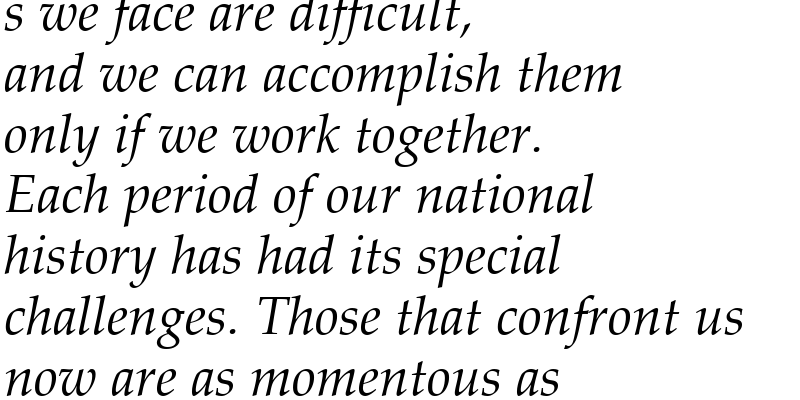 s we face are difficult,
and we can accomplish them
only if we work together.
Each period of our national
history has had its special
challenges. Those that confront us
now are as momentous as